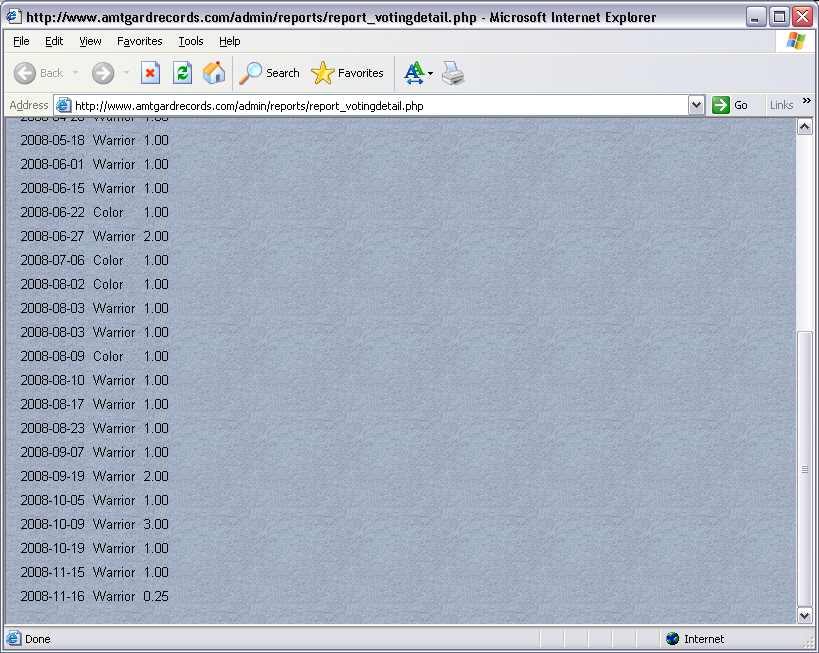 http://www.amtgardrecords.com/admin/reports/report_votingdetail.php - Microsoft Internet Explorer
File Edit View Favorites Tools Help
Back Search Favorites
Address http://www.amtgardrecords.com/admin/reports/report_votingdetail.php Go Links »
Warrior 1.00
2008-05-18 Warrior 1.00
2008-06-01 Warrior 1.00
2008-06-15 Warrior 1.00
2008-06-22 Color 1.00
2008-06-27 Warrior 2.00
2008-07-06 Color 1.00
2008-08-02 Color 1.00
2008-08-03 Warrior 1.00
2008-08-03 Warrior 1.00
2008-08-09 Color 1.00
2008-08-10 Warrior 1.00
2008-08-17 Warrior 1.00
2008-08-23 Warrior 1.00
2008-09-07 Warrior 1.00
2008-09-19 Warrior 2.00
2008-10-05 Warrior 1.00
2008-10-09 Warrior 3.00
2008-10-19 Warrior 1.00
2008-11-15 Warrior 1.00
2008-11-16 Warrior 0.25
Done Internet